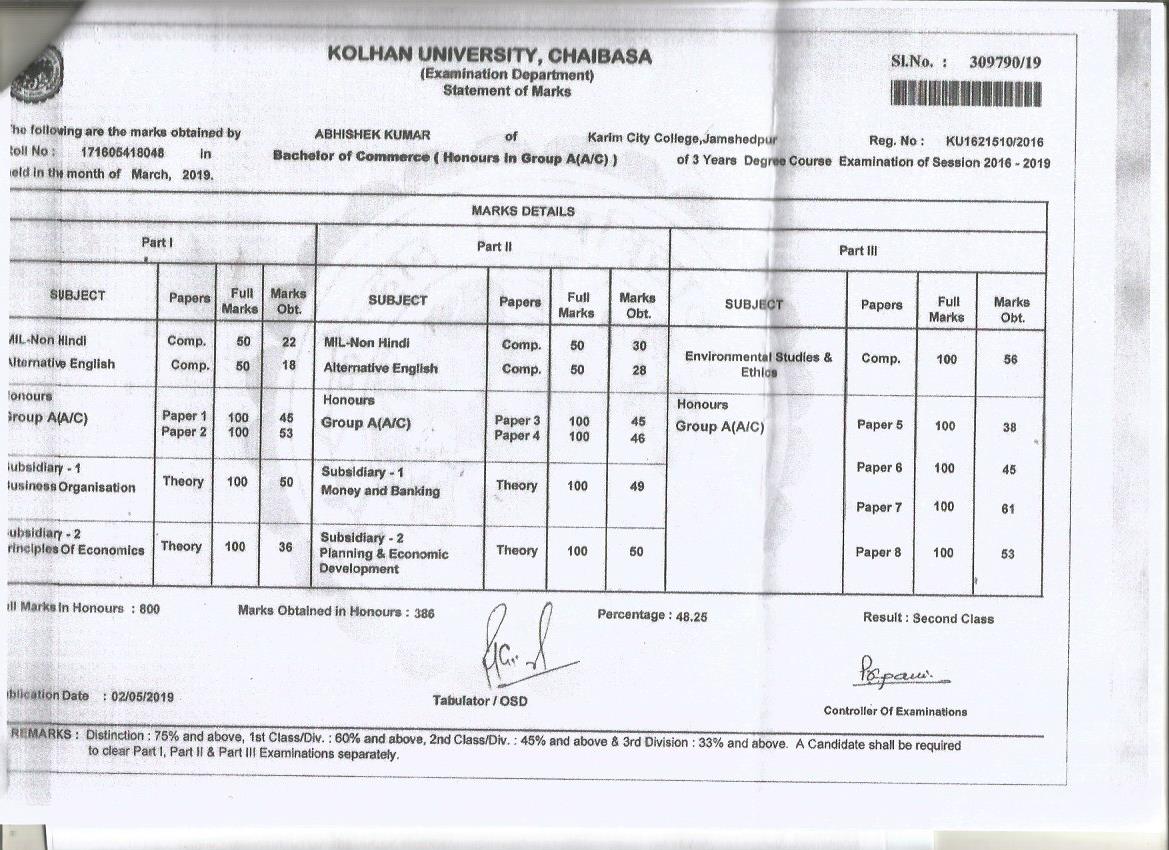 KOLHAN UNIVERSITY, CHAIBASA
(Examination Department)
Statement of Marks
Sl.No. : 309790/19
he following are the marks obtained by ABHISHEK KUMAR of Karim City College,Jamshedpur Reg. No : KU1621510/2016
oll No : 171605418048 in Bachelor of Commerce ( Honours In Group A(A/C) ) of 3 Years Degree Course Examination of Session 2016 - 2019
eld in the month of March, 2019.
MARKS DETAILS
Part I Part II Part III
SUBJECT Papers Full Marks Marks Obt. SUBJECT Papers Full Marks Marks Obt. SUBJECT Papers Full Marks Marks Obt.
MIL-Non Hindi Comp. 50 22 MIL-Non Hindi Comp. 50 30
Alternative English Comp. 50 18 Alternative English Comp. 50 28
Environmental Studies & Ethics Comp. 100 56
onours Honours Honours
Group A(A/C) Paper 1 100 45 Group A(A/C) Paper 3 100 45 Group A(A/C) Paper 5 100 38
Paper 2 100 53 Paper 4 100 46
Paper 6 100 45
ubsidiary - 1 Subsidiary - 1
usiness Organisation Theory 100 50 Money and Banking Theory 100 49
Paper 7 100 61
ubsidiary - 2 Subsidiary - 2
rinciples Of Economics Theory 100 36 Planning & Economic Development Theory 100 50
Paper 8 100 53
ll Marks In Honours : 800 Marks Obtained in Honours : 386 Percentage : 48.25 Result : Second Class
ublication Date : 02/05/2019
Tabulator / OSD
Controller Of Examinations
REMARKS : Distinction : 75% and above, 1st Class/Div. : 60% and above, 2nd Class/Div. : 45% and above & 3rd Division : 33% and above. A Candidate shall be required
to clear Part I, Part II & Part III Examinations separately.